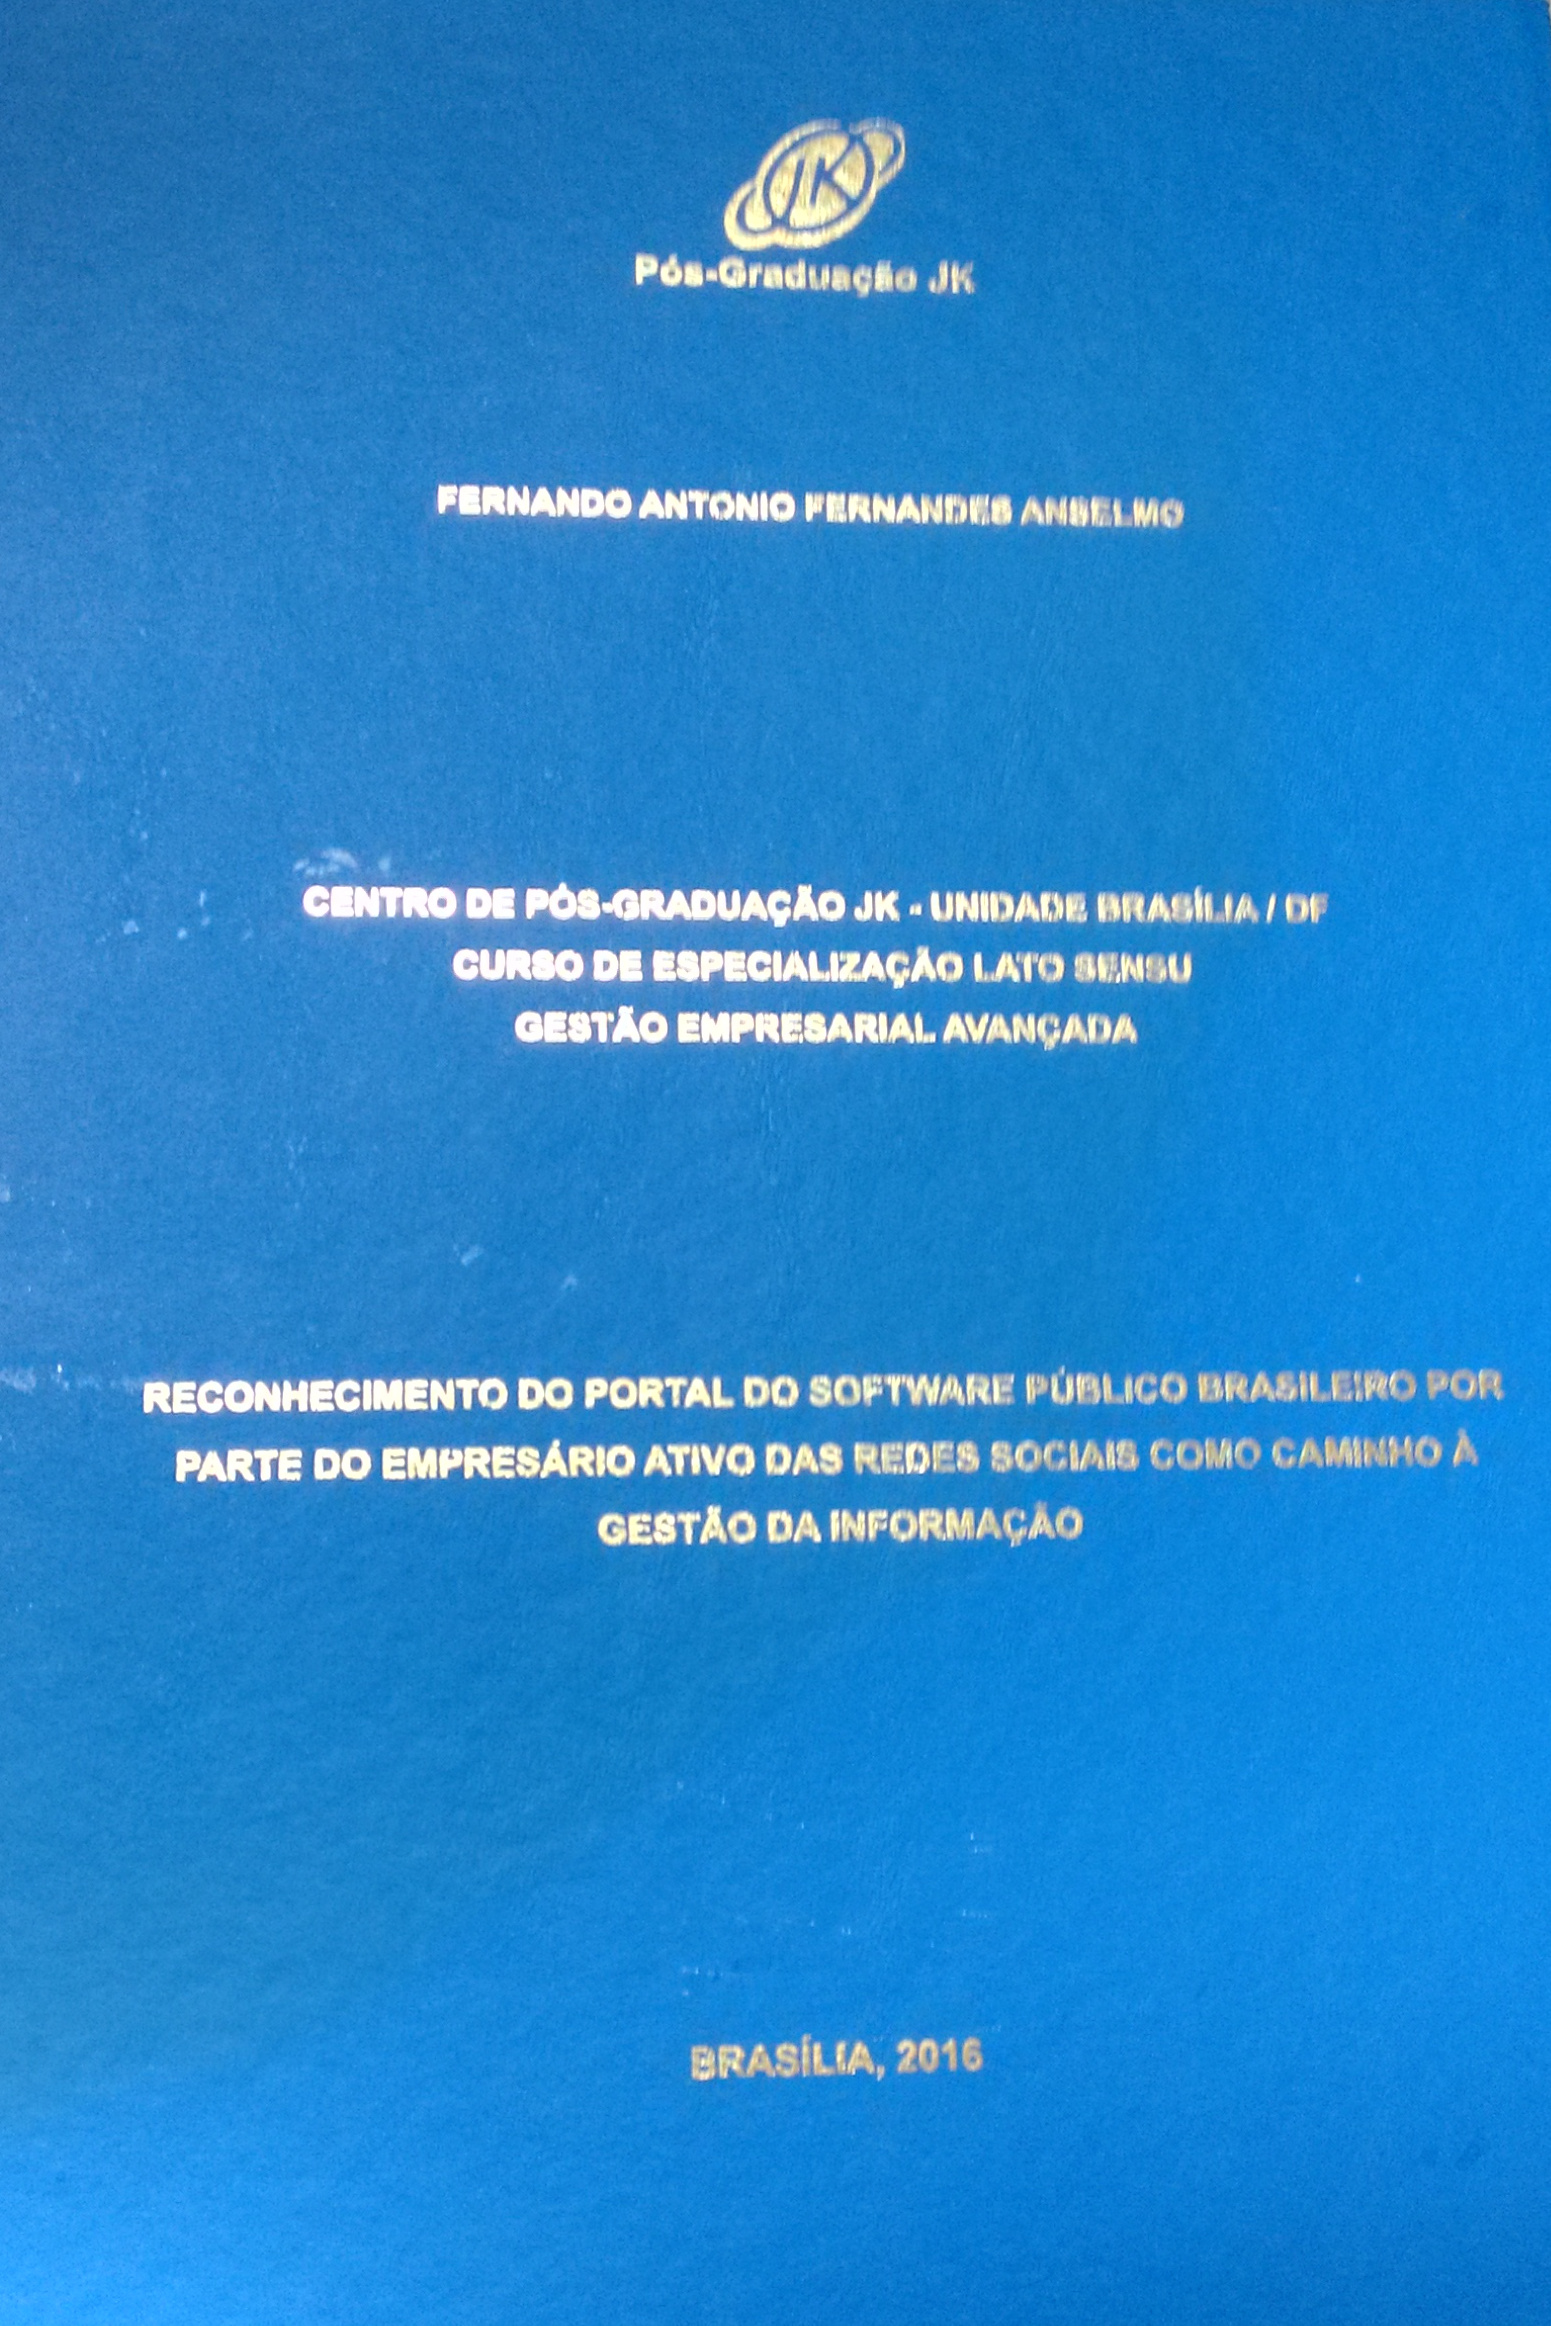 JK
Pós-Graduação JK
FERNANDO ANTONIO FERNANDES ANSELMO
CENTRO DE PÓS-GRADUAÇÃO JK - UNIDADE BRASÍLIA / DF
CURSO DE ESPECIALIZAÇÃO LATO SENSU
GESTÃO EMPRESARIAL AVANÇADA
RECONHECIMENTO DO PORTAL DO SOFTWARE PÚBLICO BRASILEIRO POR
PARTE DO EMPRESÁRIO ATIVO DAS REDES SOCIAIS COMO CAMINHO À
GESTÃO DA INFORMAÇÃO
BRASÍLIA, 2016